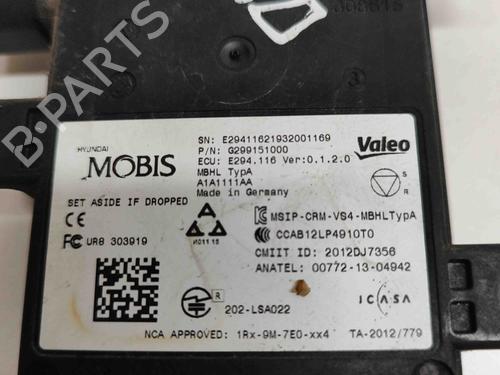 HYUNDAI
MOBIS
SN: E29411621932001169
P/N: G299151000
ECU: E294.116 Ver:0.1.2.0
MBHL TypA
A1A1111AA
Made in Germany
Valeo
SET ASIDE IF DROPPED
S
R
CE
FC UR8 303919
A
N011 15
MSIP-CRM-VS4-MBHLTypA
CCAB12LP4910T0
CMIIT ID: 2012DJ7356
ANATEL: 00772-13-04942
R
202-LSA022
ICASA
NCA APPROVED: 1Rx-9M-7E0-xx4
TA-2012/779